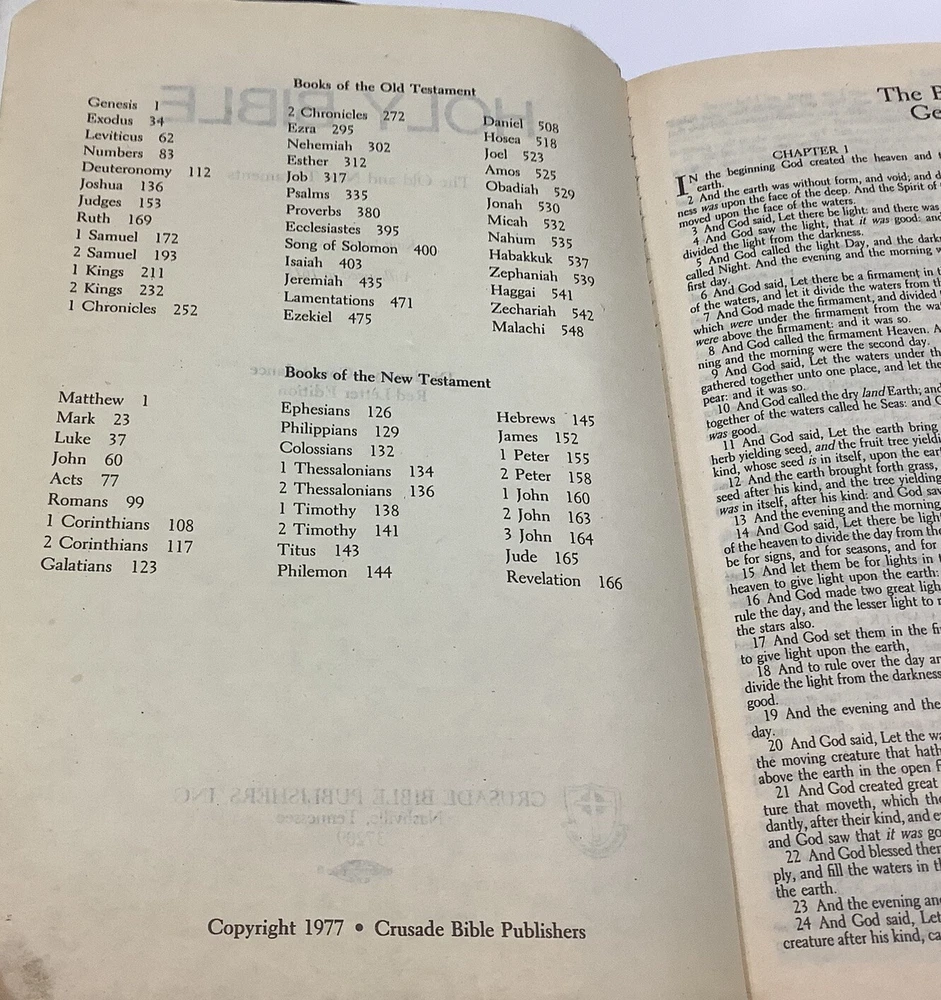 Books of the Old Testament
Genesis 1
Exodus 34
Leviticus 62
Numbers 83
Deuteronomy 112
Joshua 136
Judges 153
Ruth 169
1 Samuel 172
2 Samuel 193
1 Kings 211
2 Kings 232
1 Chronicles 252
2 Chronicles 272
Ezra 295
Nehemiah 302
Esther 312
Job 317
Psalms 335
Proverbs 380
Ecclesiastes 395
Song of Solomon 400
Isaiah 403
Jeremiah 435
Lamentations 471
Ezekiel 475
Daniel 508
Hosea 518
Joel 523
Amos 525
Obadiah 529
Jonah 530
Micah 532
Nahum 535
Habakkuk 537
Zephaniah 539
Haggai 541
Zechariah 542
Malachi 548
Books of the New Testament
Matthew 1
Mark 23
Luke 37
John 60
Acts 77
Romans 99
1 Corinthians 108
2 Corinthians 117
Galatians 123
Ephesians 126
Philippians 129
Colossians 132
1 Thessalonians 134
2 Thessalonians 136
1 Timothy 138
2 Timothy 141
Titus 143
Philemon 144
Hebrews 145
James 152
1 Peter 155
2 Peter 158
1 John 160
2 John 163
3 John 164
Jude 165
Revelation 166
HOLY BIBLE
The Old and New Testaments
Red Letter Edition
CRUSADE BIBLE PUBLISHERS, INC.
Nashville, Tennessee
Copyright 1977 • Crusade Bible Publishers
The
CHAPTER 1
IN the beginning God created the heaven and
earth.
2 And the earth was without form, and void; and
ness was upon the face of the deep. And the Spirit of
moved upon the face of the waters.
3 And God said, Let there be light: and there was
4 And God saw the light, that it was good: and
divided the light from the darkness.
5 And God called the light Day, and the
called Night. And the evening and the morning
first day.
6 And God said, Let there be a firmament in
of the waters, and let it divide the waters from
7 And God made the firmament, and divided
which were under the firmament from the
were above the firmament: and it was so.
8 And God called the firmament Heaven.
ning and the morning were the second day.
9 And God said, Let the waters under
gathered together unto one place, and let the
pear: and it was so.
10 And God called the dry land Earth; and
together of the waters called he Seas: and
was good.
11 And God said, Let the earth bring
herb yielding seed, and the fruit tree
kind, whose seed is in itself, upon the
12 And the earth brought forth grass,
seed after his kind, and the tree yielding
was in itself, after his kind: and God
13 And the evening and the morning
14 And God said, Let there be
of the heaven to divide the day from the
be for signs, and for seasons, and for
15 And let them be for lights in
heaven to give light upon the earth:
16 And God made two great
rule the day, and the lesser light to
the stars also.
17 And God set them in the
to give light upon the earth,
18 And to rule over the day
divide the light from the darkness
good.
19 And the evening and the
day.
20 And God said, Let the
the moving creature that hath
above the earth in the open
21 And God created great
ture that moveth, which the
dantly, after their kind, and
and God saw that it was
22 And God blessed
ply, and fill the waters in
the earth.
23 And the evening
24 And God said, Let
creature after his kind,